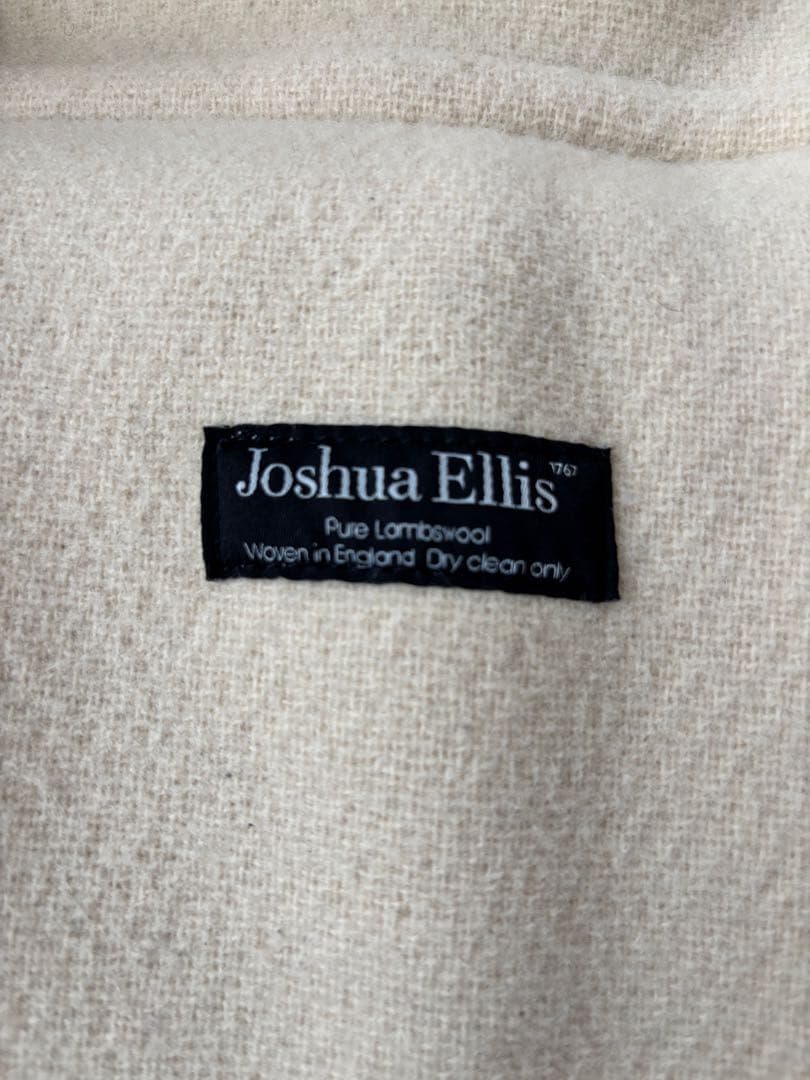 Joshua Ellis 1767
Pure Lambswool
Woven in England Dry clean only